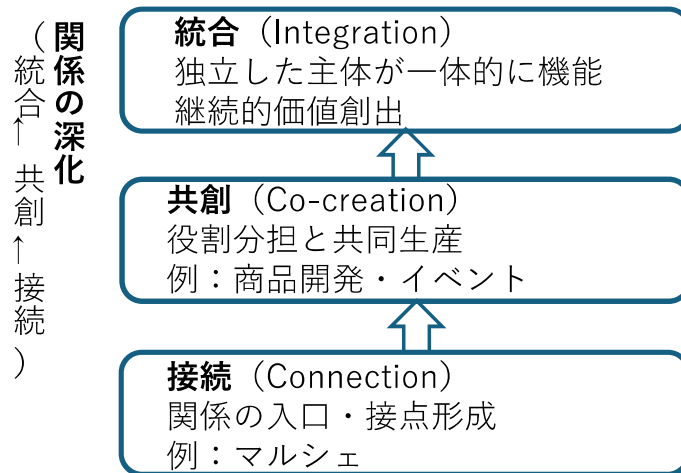 関係の深化
（統合←共創←接続）
統合（Integration）
独立した主体が一体的に機能
継続的価値創出
共創（Co-creation）
役割分担と共同生産
例：商品開発・イベント
接続（Connection）
関係の入口・接点形成
例：マルシェ